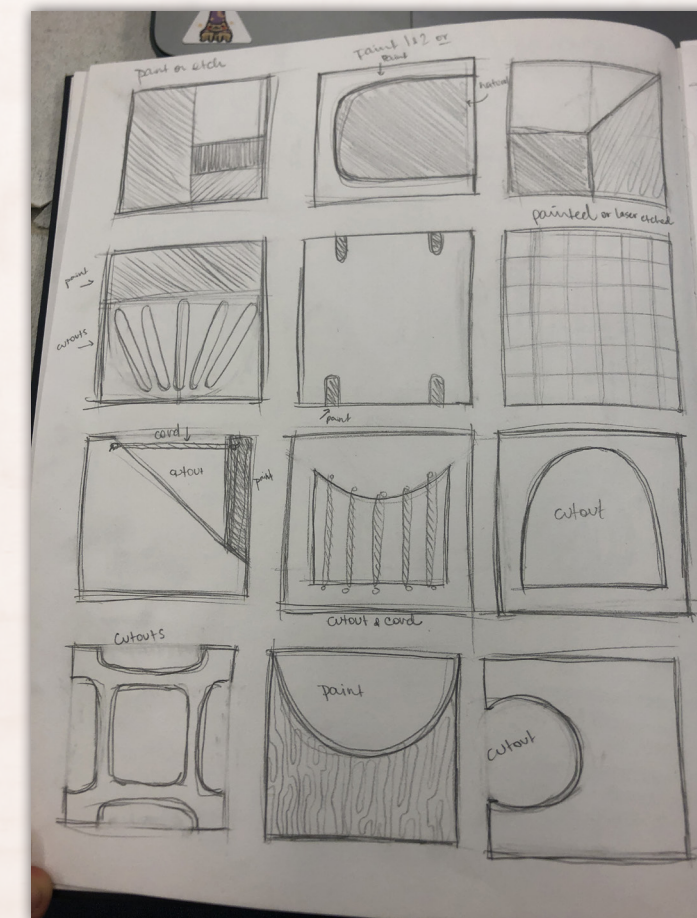 paint or etch
paint 1&2 or
paint
natural
painted or laser etched
paint
cutouts
paint
cord
cutout
paint
cutout
cutout & cord
cutouts
paint
cutout